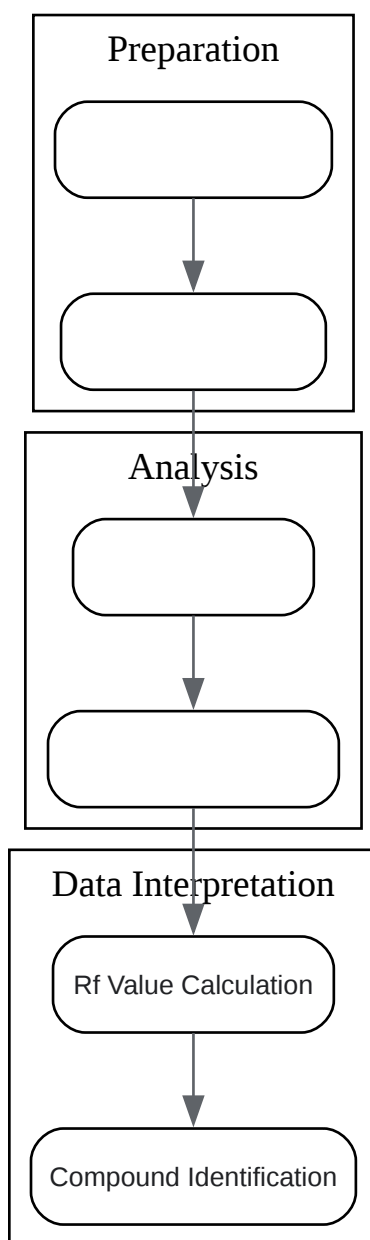 Preparation
Analysis
Data Interpretation
Rf Value Calculation
Compound Identification